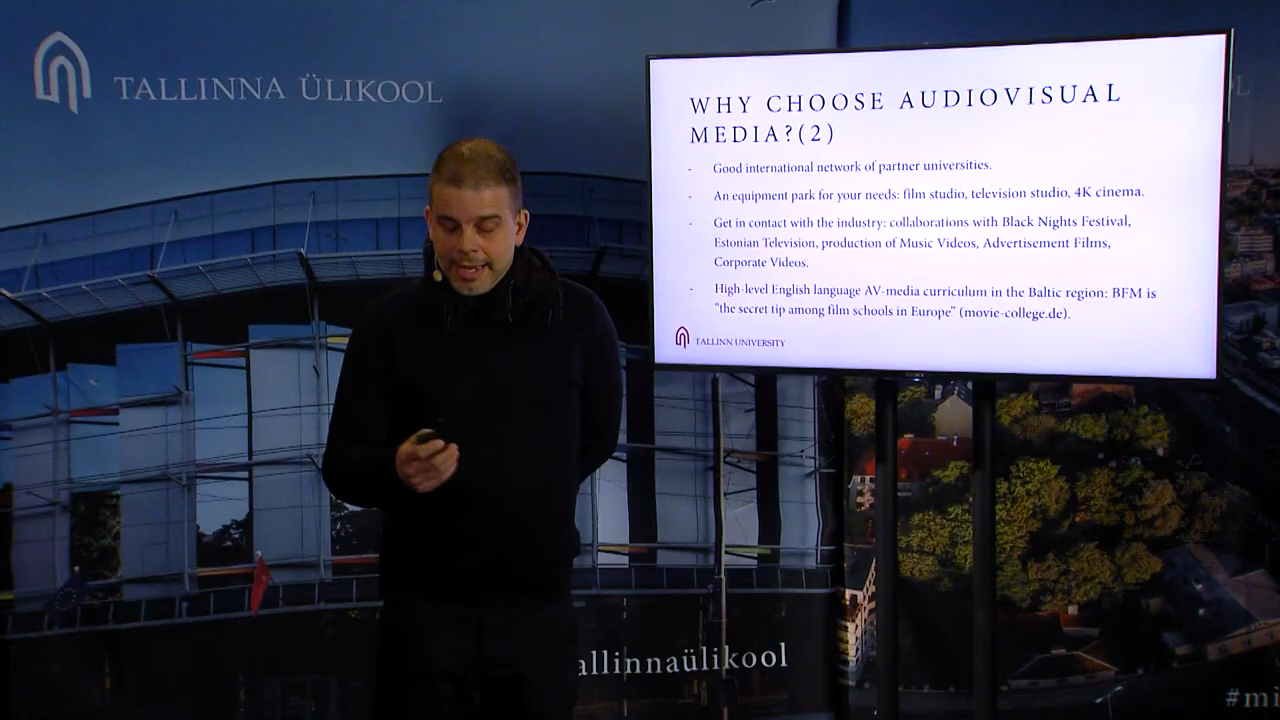 TALLINNA ÜLIKOOL
WHY CHOOSE AUDIOVISUAL
MEDIA?(2)
- Good international network of partner universities.
- An equipment park for your needs: film studio, television studio, 4K cinema.
- Get in contact with the industry: collaborations with Black Nights Festival,
Estonian Television, production of Music Videos, Advertisement Films,
Corporate Videos.
- High-level English language AV-media curriculum in the Baltic region: BFM is
"the secret tip among film schools in Europe" (movie-college.de).
TALLINN UNIVERSITY
allinnaülikool
#mi